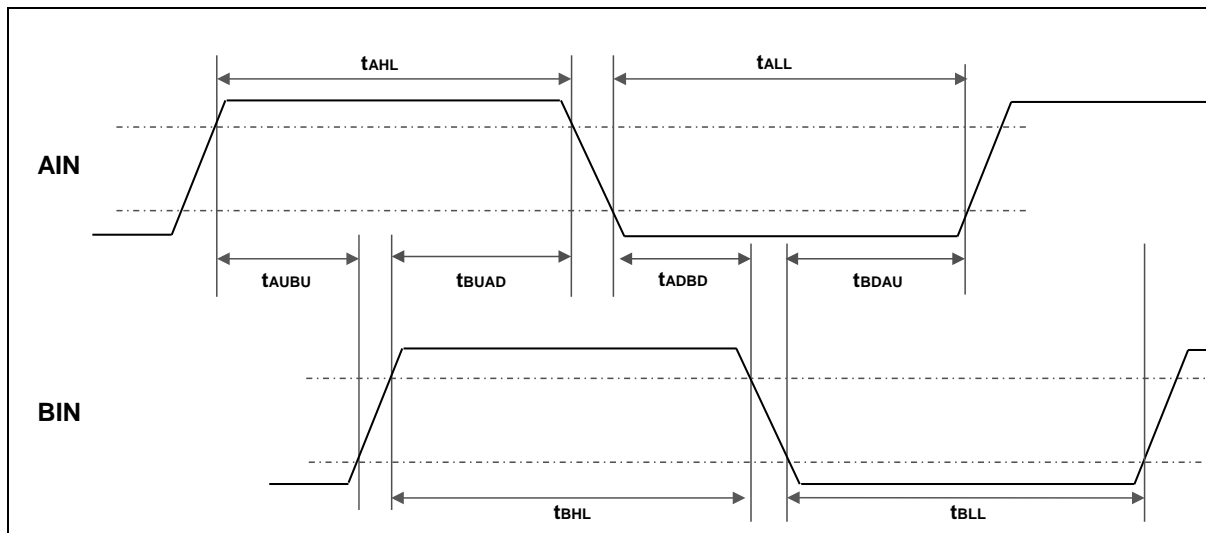 tAHL
tALL
AIN
tAUBU
tBUAD
tADBD
tBDAU
BIN
tBHL
tBLL